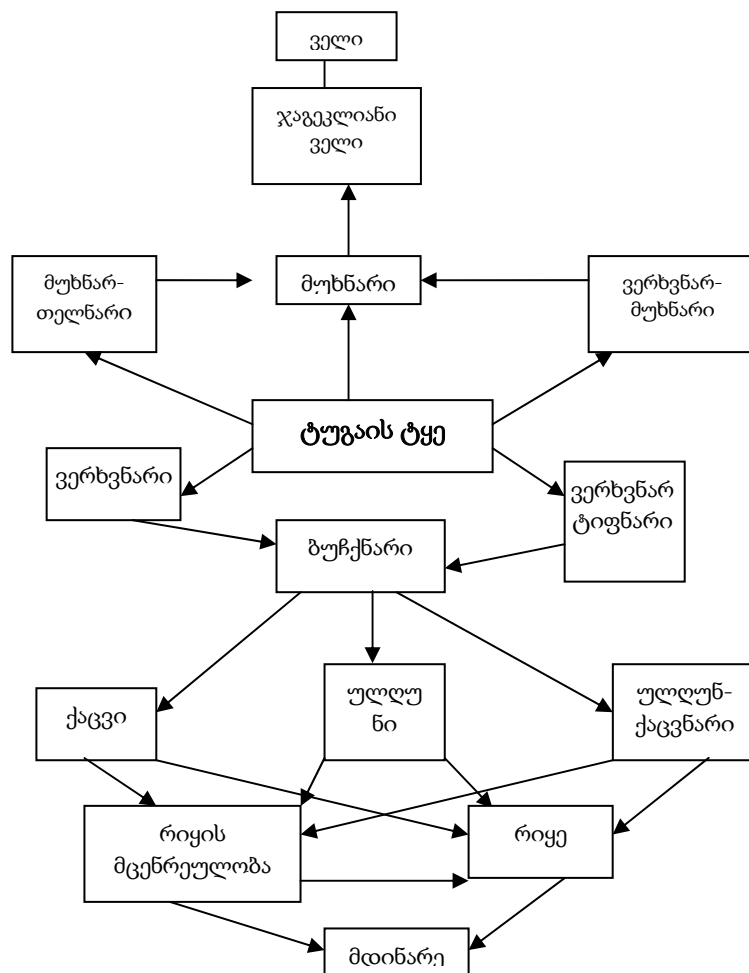 ველი
ჯაგეკლიანი
ველი
მუხნარ-
თელნარი
მუხნარი
ვერხვნარ-
მუხნარი
ტუგაის ტყე
ვერხვნარი
ვერხვნარ
ტიფნარი
ბუჩქნარი
ქაცვი
ულღუ
ნი
ულღუნ-
ქაცვნარი
რიყის
მცენრეულობა
რიყე
მდინარე